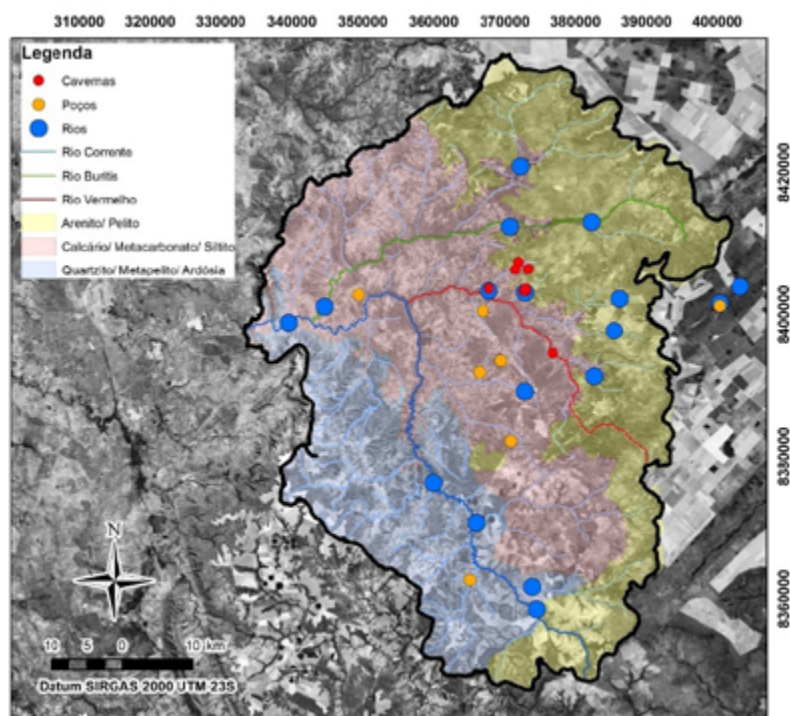 310000 320000 330000 340000 350000 360000 370000 380000 390000 400000
Legenda
Cavernas
Poços
Rios
Rio Corrente
Rio Buritis
Rio Vermelho
Arenito/ Pelito
Calcário/ Metacarbonato/ Siltito
Quartzito/ Metapelito/ Ardósia
8420000
8400000
8380000
8360000
N
10 5 0 10 km
Datum SIRGAS 2000 UTM 23S